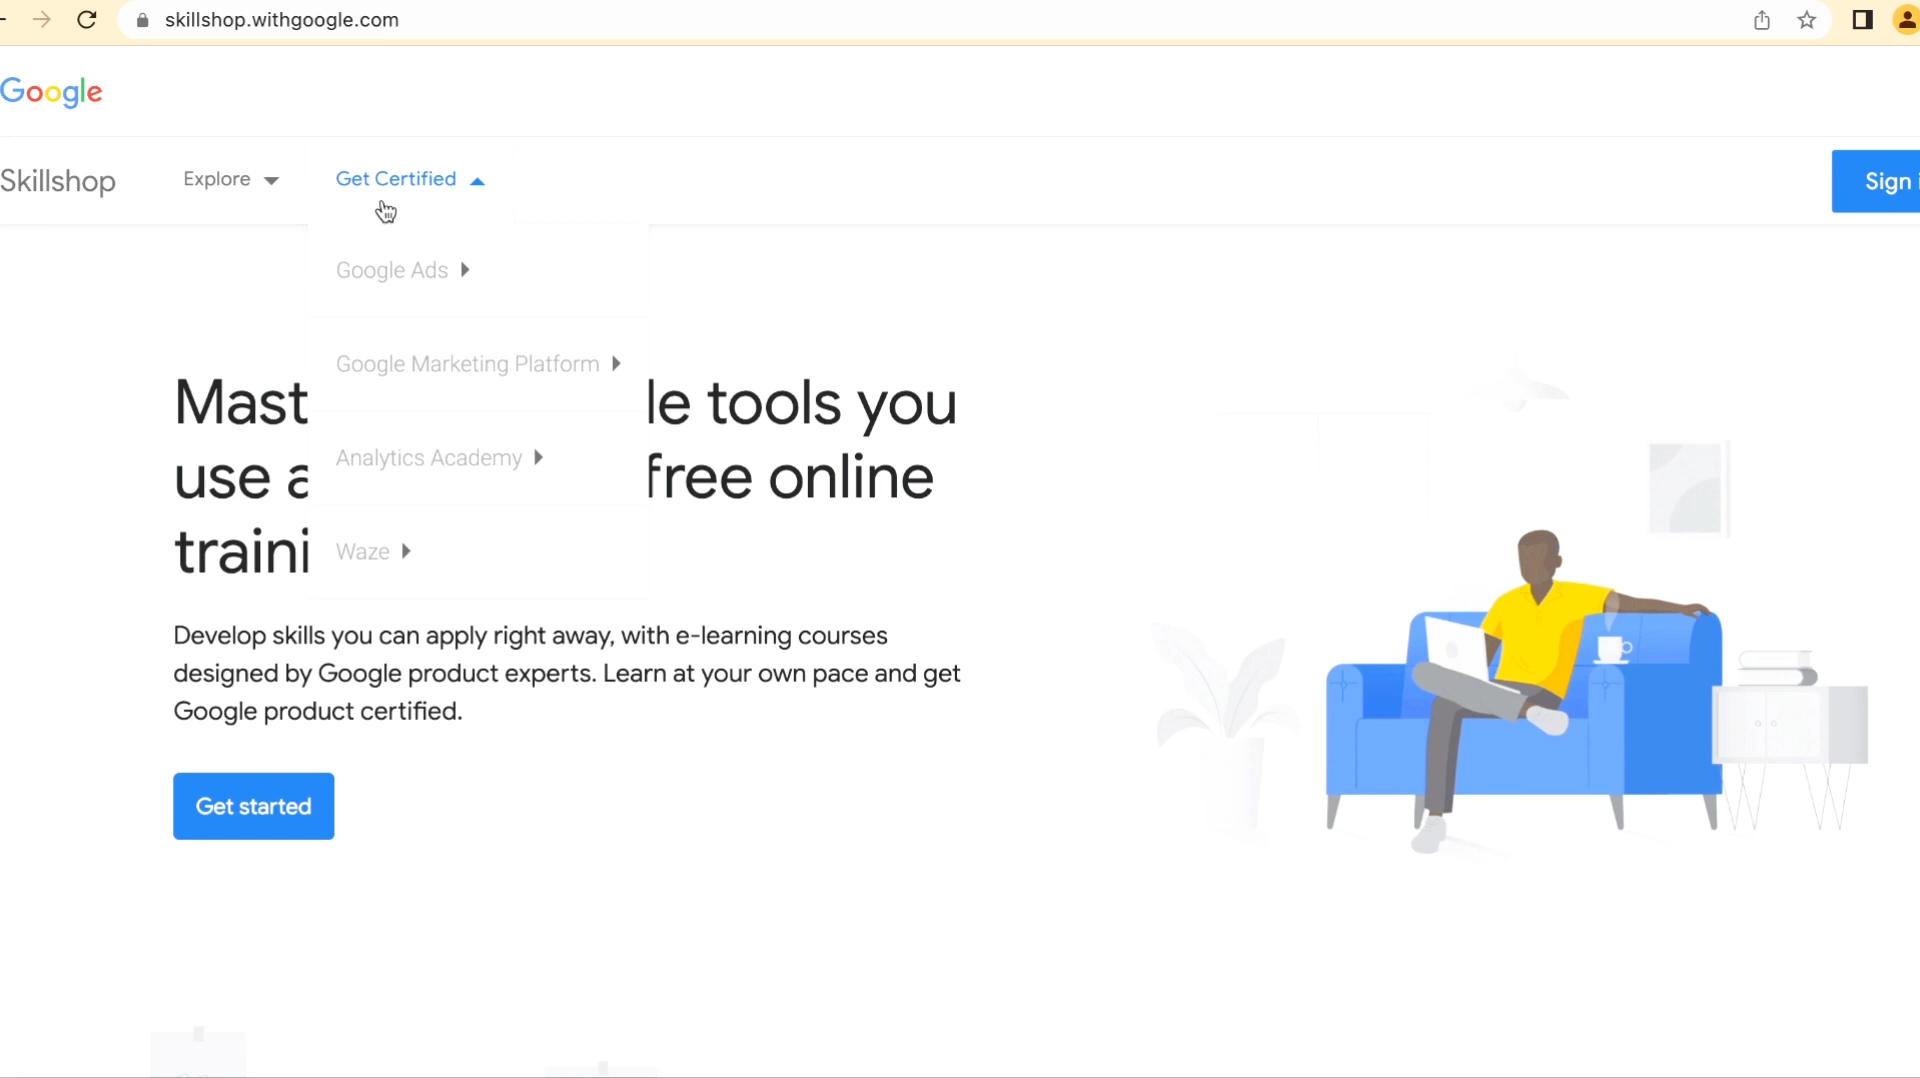 skillshop.withgoogle.com
Google
Skillshop
Explore
Get Certified
Sign i
Google Ads
Google Marketing Platform
Analytics Academy
Waze
Mast le tools you
use a free online
traini
Develop skills you can apply right away, with e-learning courses
designed by Google product experts. Learn at your own pace and get
Google product certified.
Get started